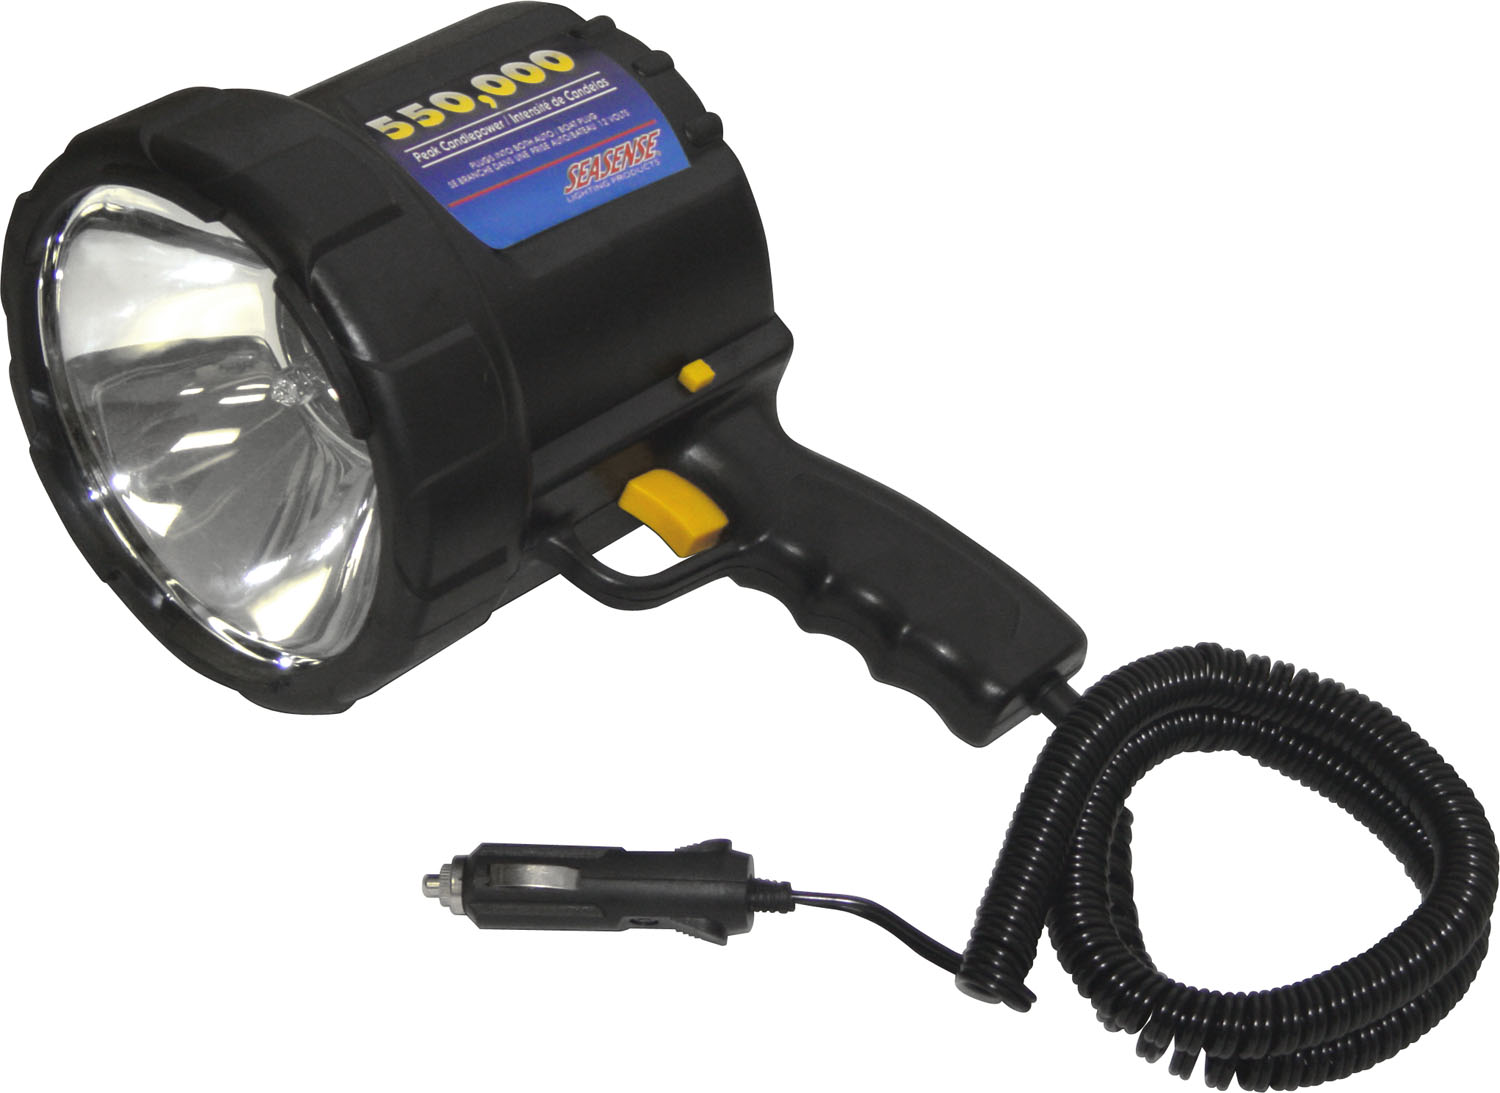 550,000
Peak Candlepower / Intensité de Candelas
PLUGS INTO BOTH AUTO / BOAT PLUG
SE BRANCHE DANS UNE PRISE AUTO/BATEAU 12 VOLTS
SEASENSE®
LIGHTING PRODUCTS